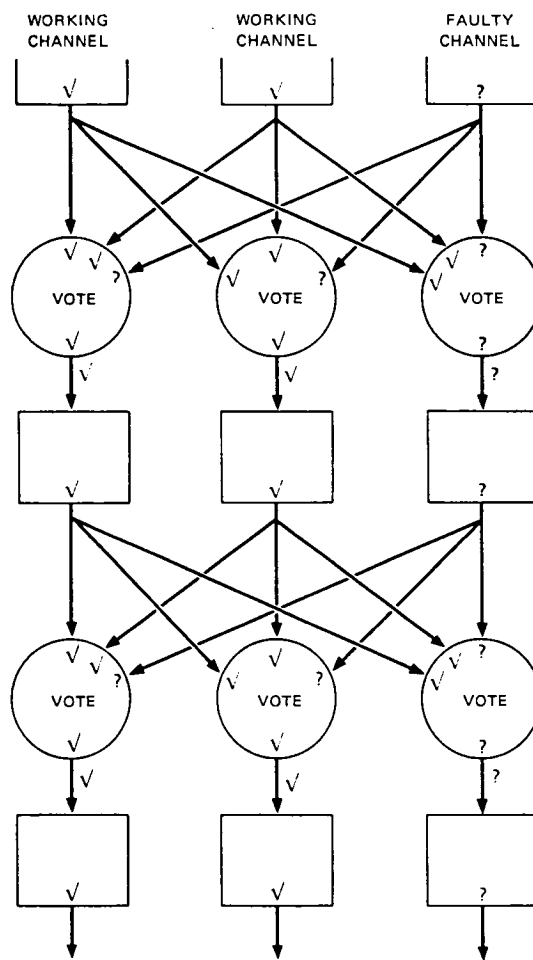 WORKING CHANNEL
WORKING CHANNEL
FAULTY CHANNEL
√ √ ?
√ √ ? √ √ ? √ √ ?
VOTE VOTE VOTE
√ √ ?
√ √ ?
√ √ ?
√ √ ? √ √ ? √ √ ?
VOTE VOTE VOTE
√ √ ?
√ √ ?
√ √ ?